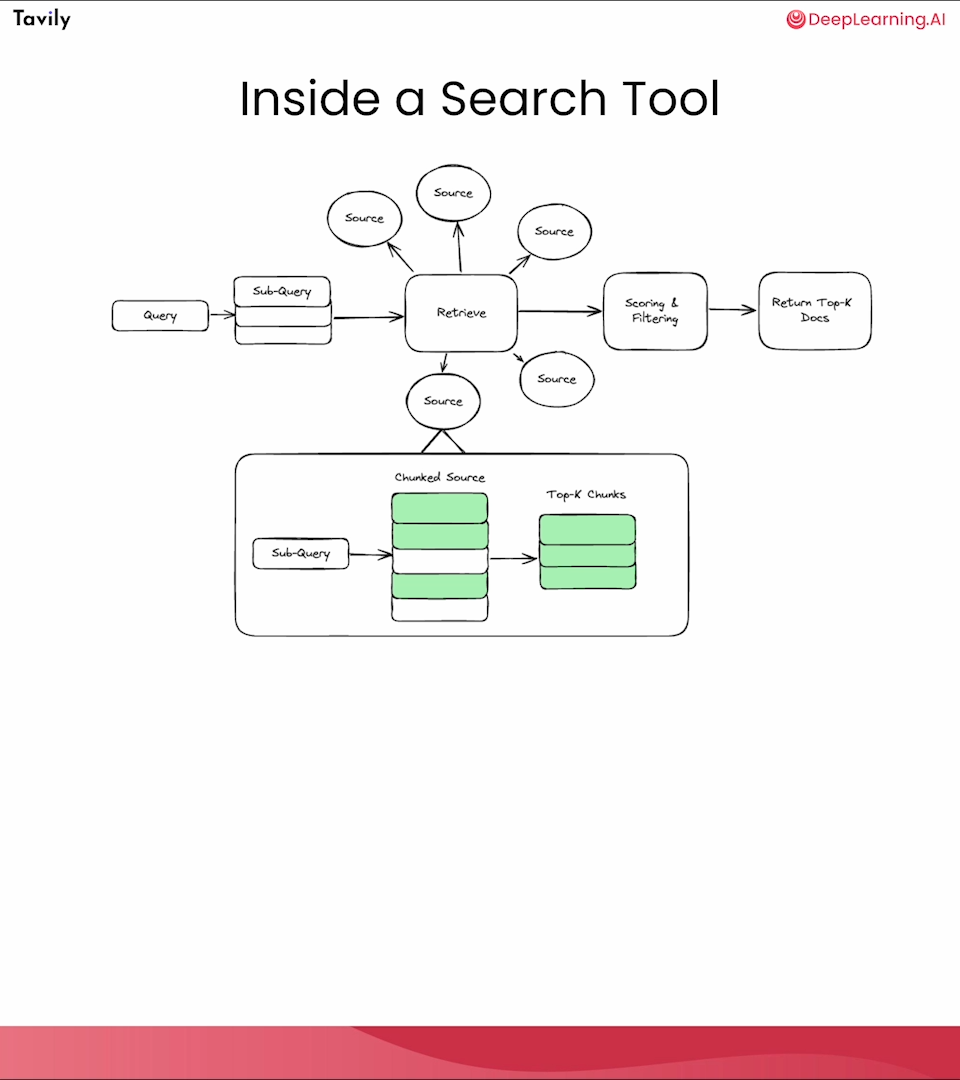 Tavily
DeepLearning.AI
Inside a Search Tool
Source
Source
Source
Query
Sub-Query
Retrieve
Scoring &
Filtering
Return Top-K
Docs
Source
Source
Chunked Source
Top-K Chunks
Sub-Query